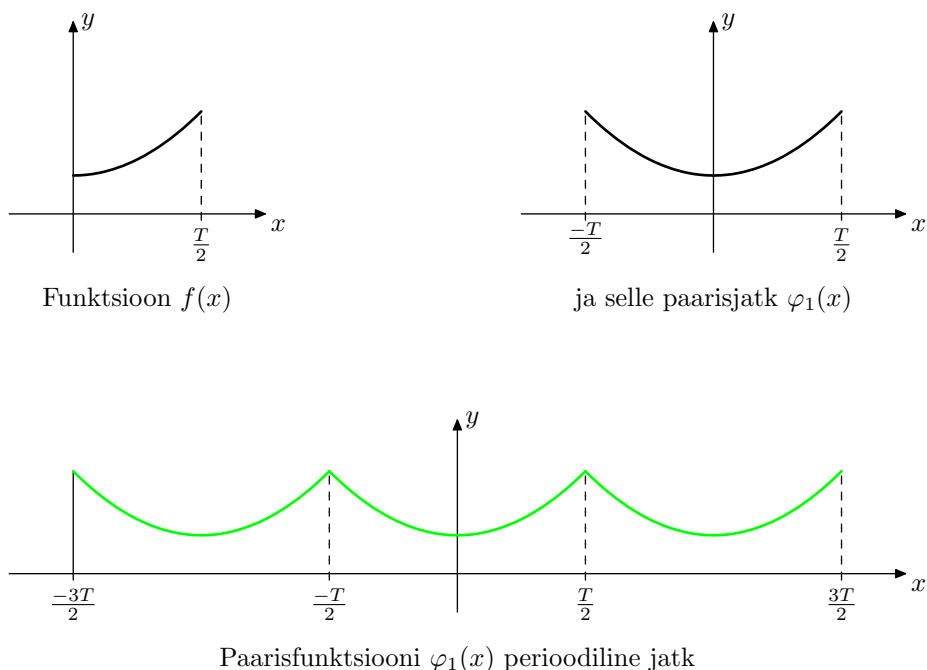 y
x
T/2
Funktsioon f(x)
y
x
-T/2
T/2
ja selle paarisjatk φ₁(x)
y
x
-3T/2
-T/2
T/2
3T/2
Paarisfunktsiooni φ₁(x) perioodiline jatk